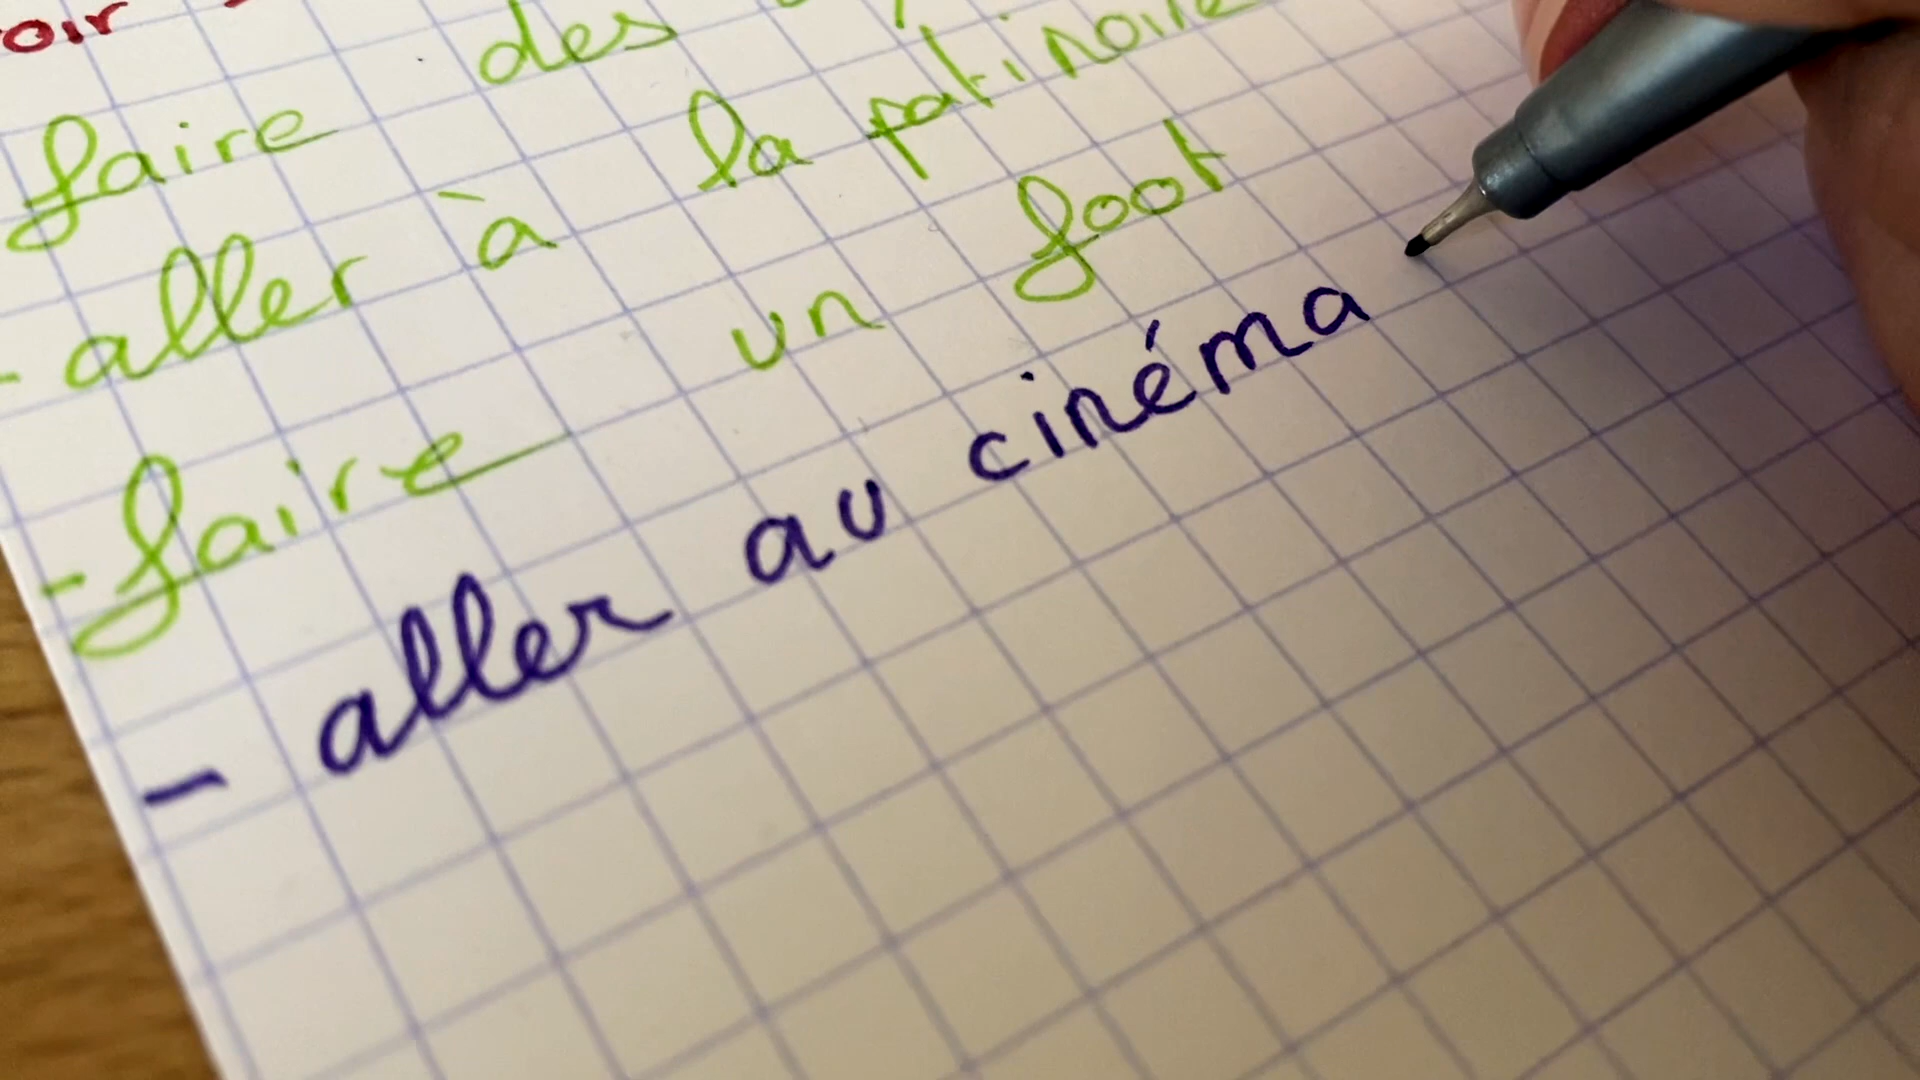 faire des
- aller à la patinoire
- faire un foot
- aller au cinéma